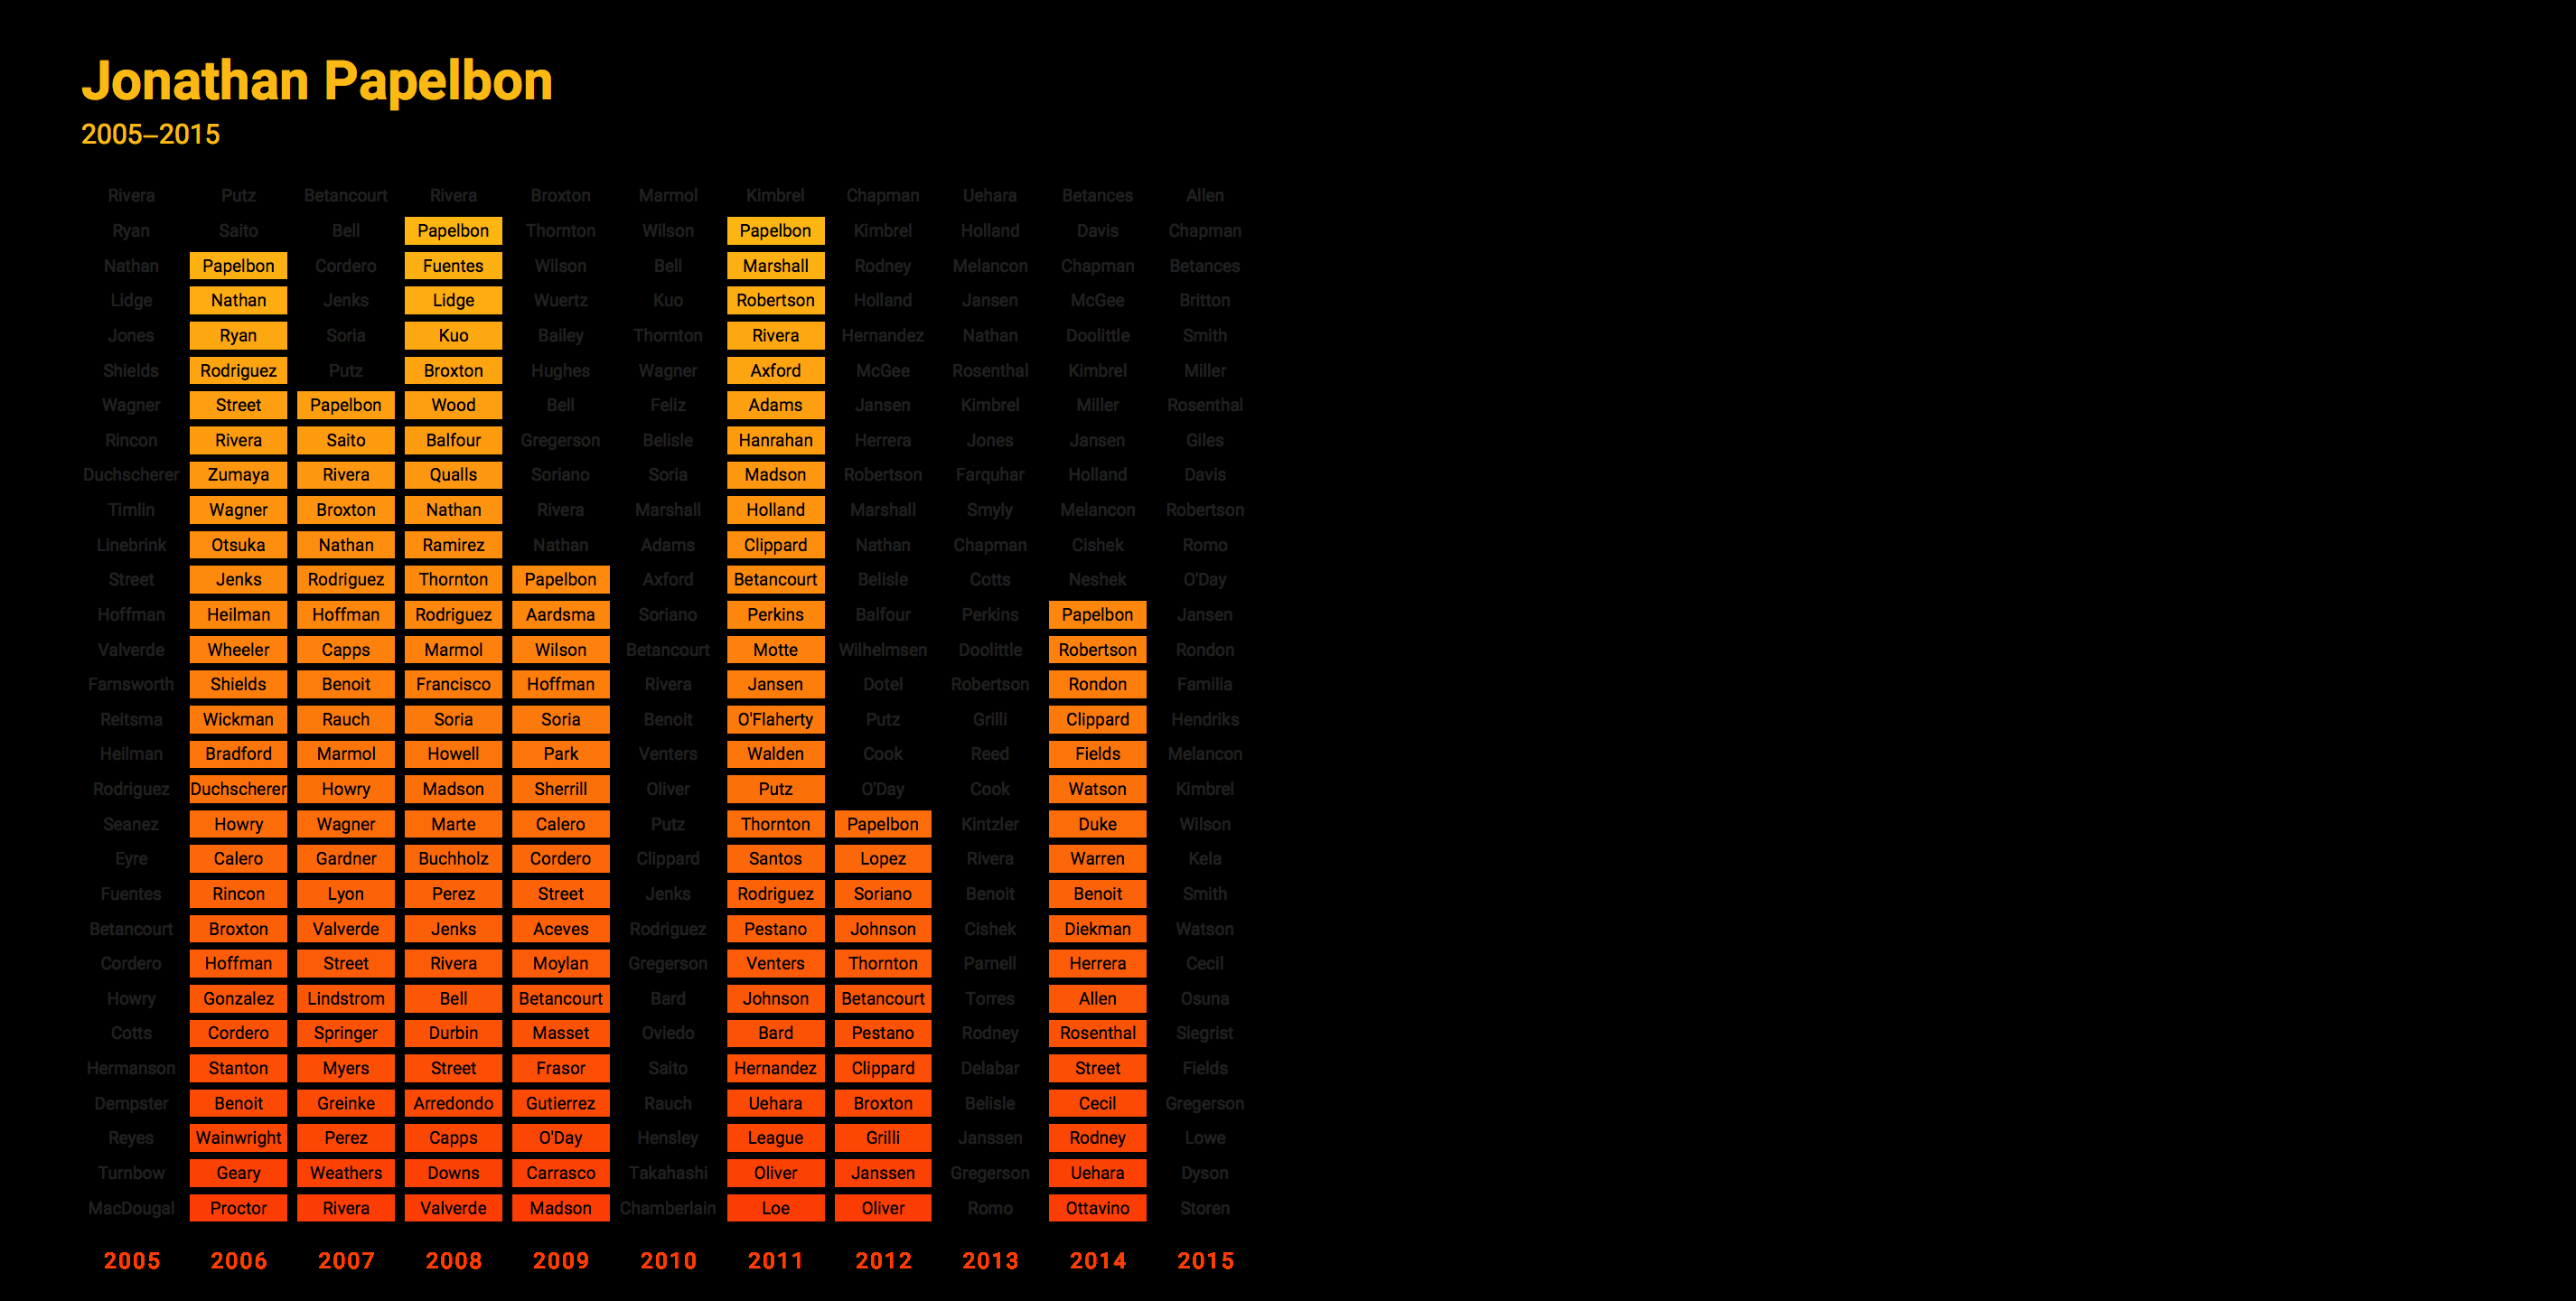 Jonathan Papelbon
2005–2015
Rivera Putz Betancourt Rivera Broxton Marmol Kimbrel Chapman Uehara Betances Allen
Ryan Saito Bell Papelbon Thornton Wilson Papelbon Kimbrel Holland Davis Chapman
Nathan Papelbon Cordero Fuentes Wilson Bell Marshall Rodney Melancon Chapman Betances
Lidge Nathan Jenks Lidge Wuertz Kuo Robertson Holland Jansen McGee Britton
Jones Ryan Soria Kuo Bailey Thornton Rivera Hernandez Nathan Doolittle Smith
Shields Rodriguez Putz Broxton Hughes Wagner Axford McGee Rosenthal Kimbrel Miller
Wagner Street Papelbon Wood Bell Feliz Adams Jansen Kimbrel Miller Rosenthal
Rincon Rivera Saito Balfour Gregerson Belisle Hanrahan Herrera Jones Jansen Giles
Duchscherer Zumaya Rivera Qualls Soriano Soria Madson Robertson Farquhar Holland Davis
Timlin Wagner Broxton Nathan Rivera Marshall Holland Marshall Smyly Melancon Robertson
Linebrink Otsuka Nathan Ramirez Nathan Adams Clippard Nathan Chapman Cishek Romo
Street Jenks Rodriguez Thornton Papelbon Axford Betancourt Belisle Cotts Neshek O'Day
Hoffman Heilman Hoffman Rodriguez Aardsma Soriano Perkins Balfour Perkins Papelbon Jansen
Valverde Wheeler Capps Marmol Wilson Betancourt Motte Wilhelmsen Doolittle Robertson Rondon
Farnsworth Shields Benoit Francisco Hoffman Rivera Jansen Dotel Robertson Rondon Familia
Reitsma Wickman Rauch Soria Soria Benoit O'Flaherty Putz Grilli Clippard Hendriks
Heilman Bradford Marmol Howell Park Venters Walden Cook Reed Fields Melancon
Rodriguez Duchscherer Howry Madson Sherrill Oliver Putz O'Day Cook Watson Kimbrel
Seanez Howry Wagner Marte Calero Putz Thornton Papelbon Kintzler Duke Wilson
Eyre Calero Gardner Buchholz Cordero Clippard Santos Lopez Rivera Warren Kela
Fuentes Rincon Lyon Perez Street Jenks Rodriguez Soriano Benoit Benoit Smith
Betancourt Broxton Valverde Jenks Aceves Rodriguez Pestano Johnson Cishek Diekman Watson
Cordero Hoffman Street Rivera Moylan Gregerson Venters Thornton Parnell Herrera Cecil
Howry Gonzalez Lindstrom Bell Betancourt Bard Johnson Betancourt Torres Allen Osuna
Cotts Cordero Springer Durbin Masset Oviedo Bard Pestano Rodney Rosenthal Siegrist
Hermanson Stanton Myers Street Frasor Saito Hernandez Clippard Delabar Street Fields
Dempster Benoit Greinke Arredondo Gutierrez Rauch Uehara Broxton Belisle Cecil Gregerson
Reyes Wainwright Perez Capps O'Day Hensley League Grilli Janssen Rodney Lowe
Turnbow Geary Weathers Downs Carrasco Takahashi Oliver Janssen Gregerson Uehara Dyson
MacDougal Proctor Rivera Valverde Madson Chamberlain Loe Oliver Romo Ottavino Storen
2005 2006 2007 2008 2009 2010 2011 2012 2013 2014 2015